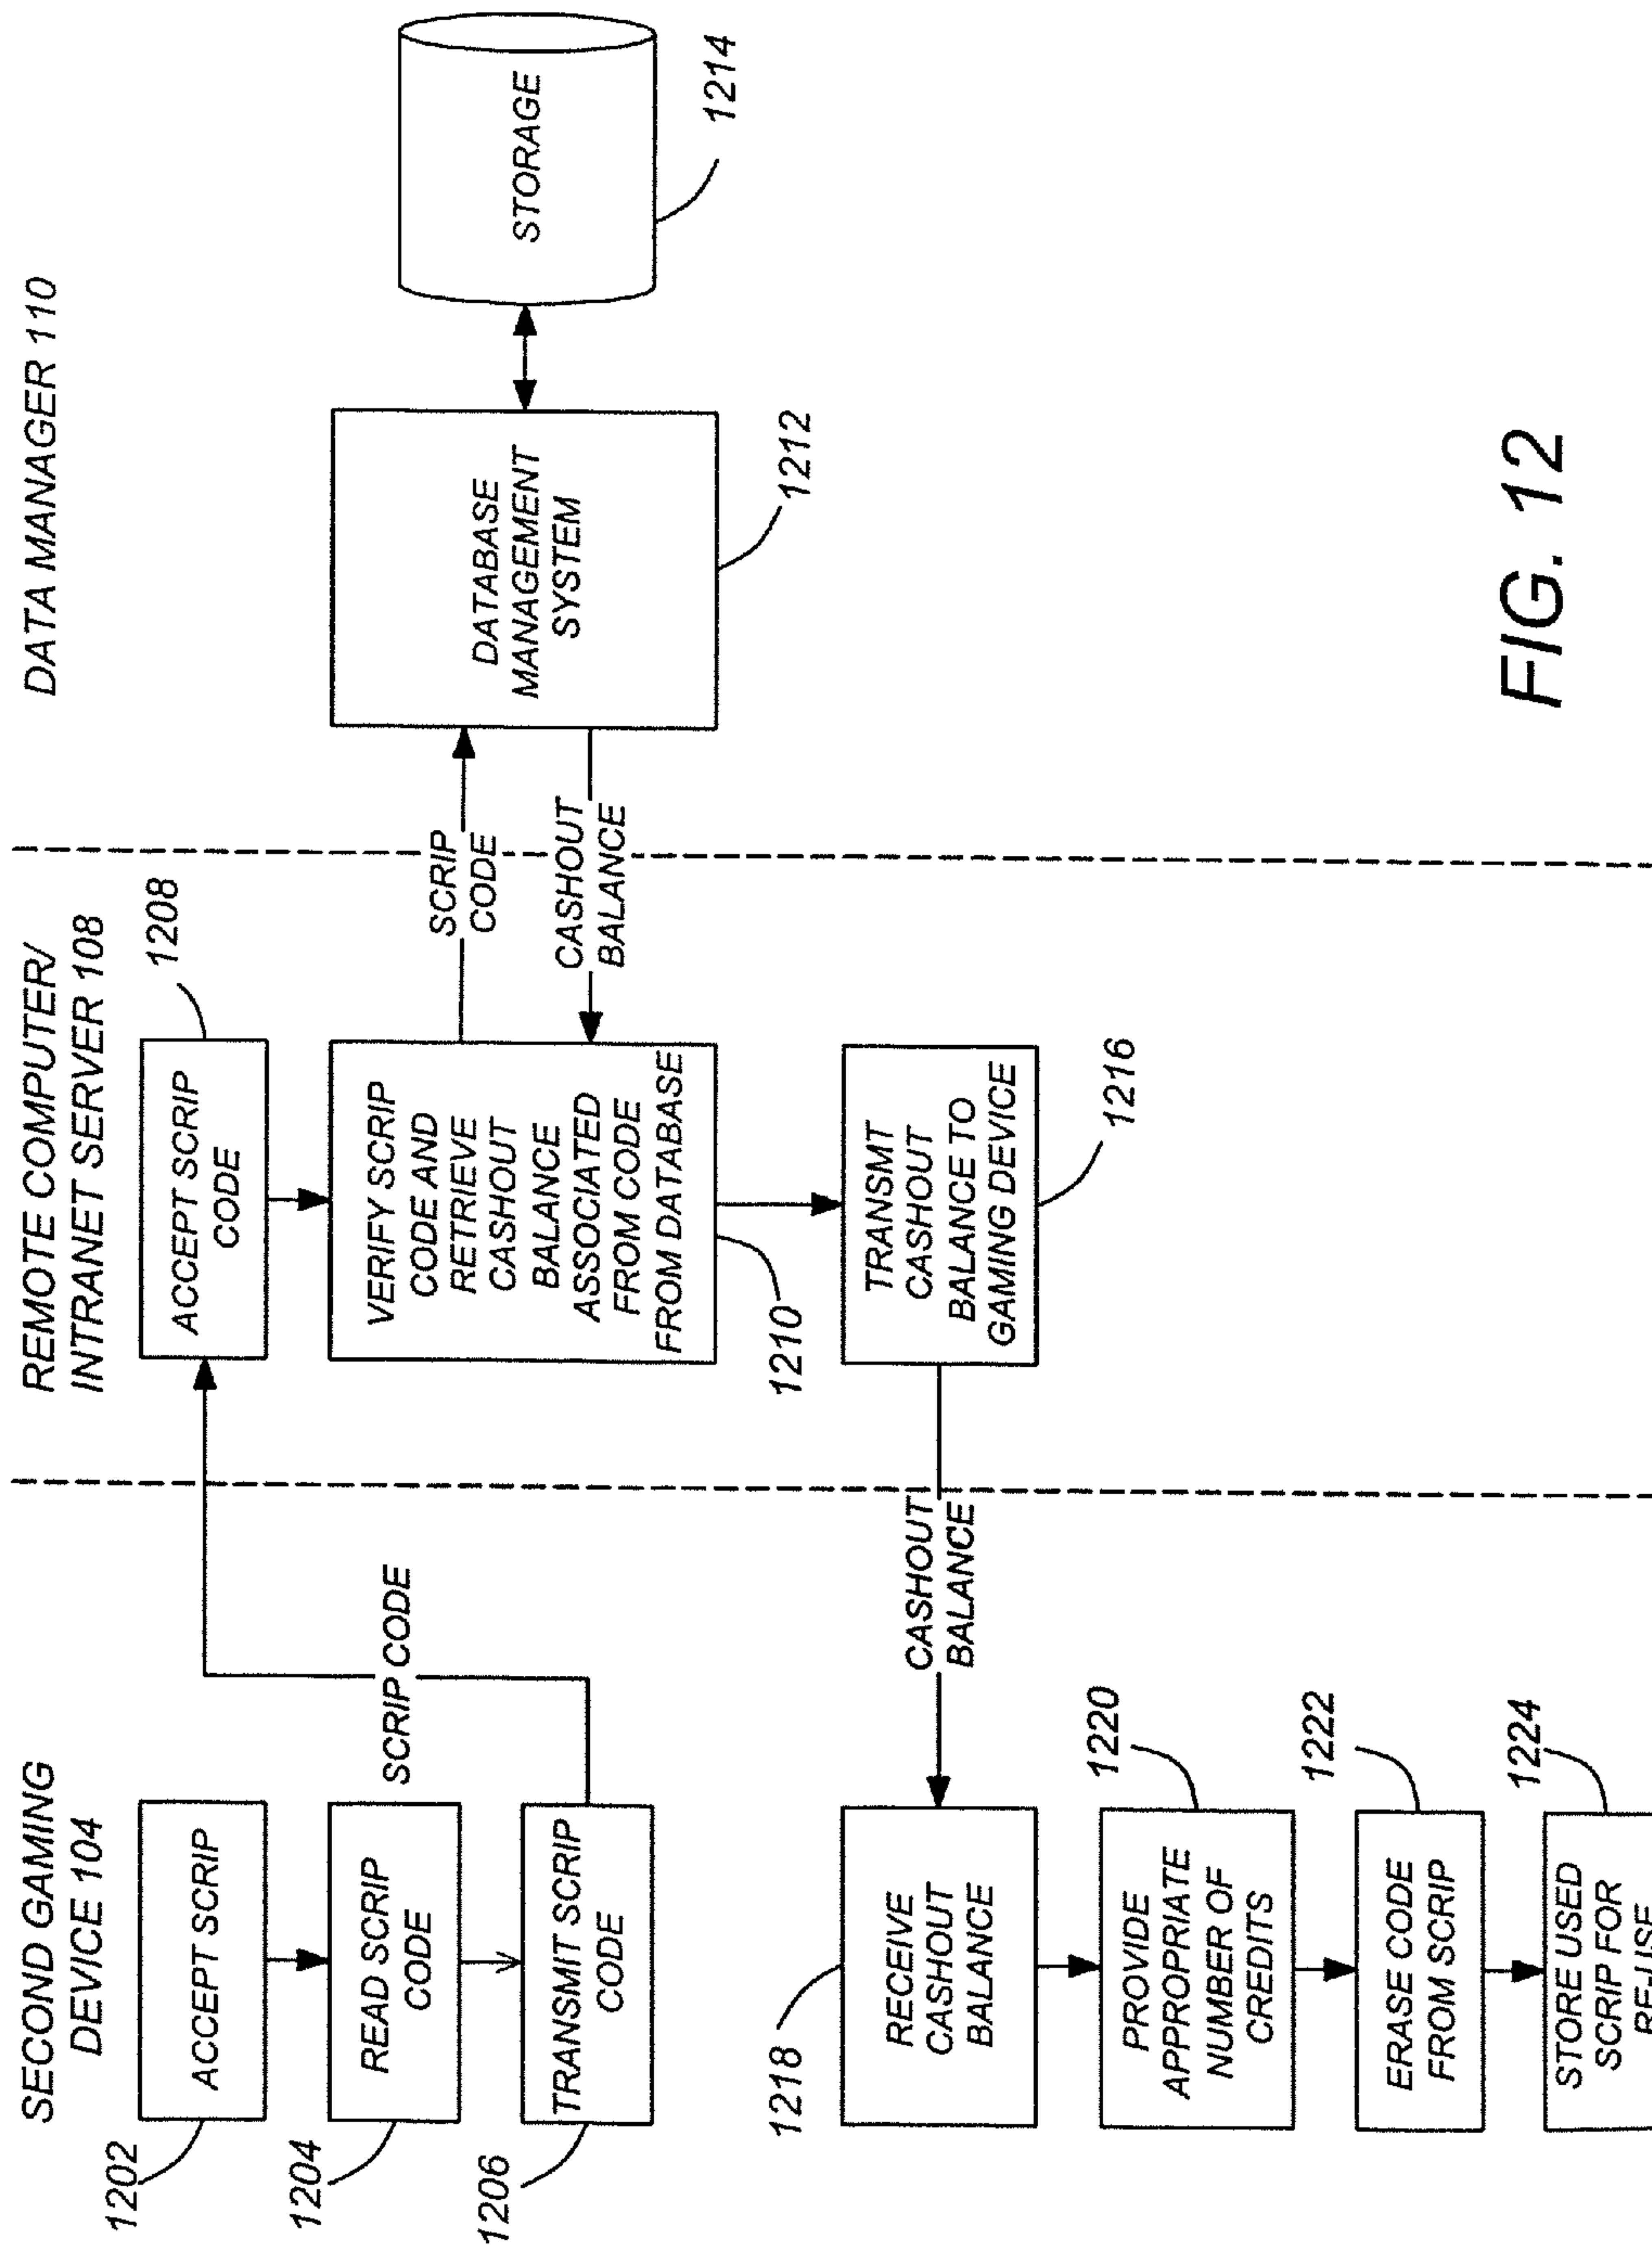 SECOND GAMING
DEVICE 104
1202
ACCEPT SCRIP
1204
READ SCRIP
CODE
1206
TRANSMIT SCRIP
CODE
SCRIP CODE
1218
RECEIVE
CASHOUT
BALANCE
CASHOUT
BALANCE
1220
PROVIDE
APPROPRIATE
NUMBER OF
CREDITS
1222
ERASE CODE
FROM SCRIP
1224
STORE USED
SCRIP FOR
RE-USE
REMOTE COMPUTER/
INTRANET SERVER 108
1208
ACCEPT SCRIP
CODE
VERIFY SCRIP
CODE AND
RETRIEVE
CASHOUT
BALANCE
ASSOCIATED
FROM CODE
FROM DATABASE
1210
TRANSMT
CASHOUT
BALANCE TO
GAMING DEVICE
1216
SCRIP
CODE
CASHOUT
BALANCE
DATA MANAGER 110
DATABASE
MANAGEMENT
SYSTEM
1212
STORAGE
1214
FIG. 12